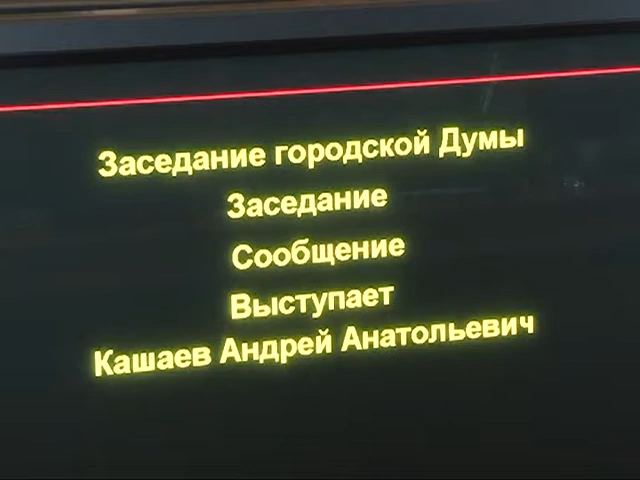 Заседание городской Думы
Заседание
Сообщение
Выступает
Кашаев Андрей Анатольевич